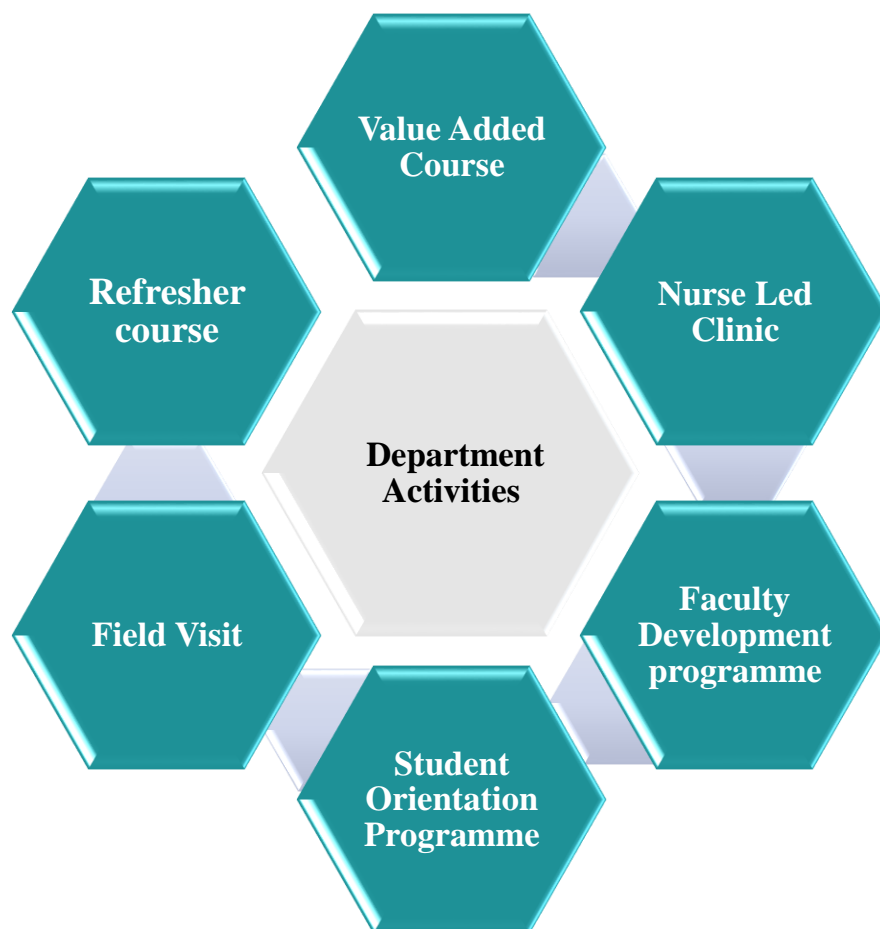 Value Added
Course
Refresher
course
Nurse Led
Clinic
Department
Activities
Field Visit
Faculty
Development
programme
Student
Orientation
Programme